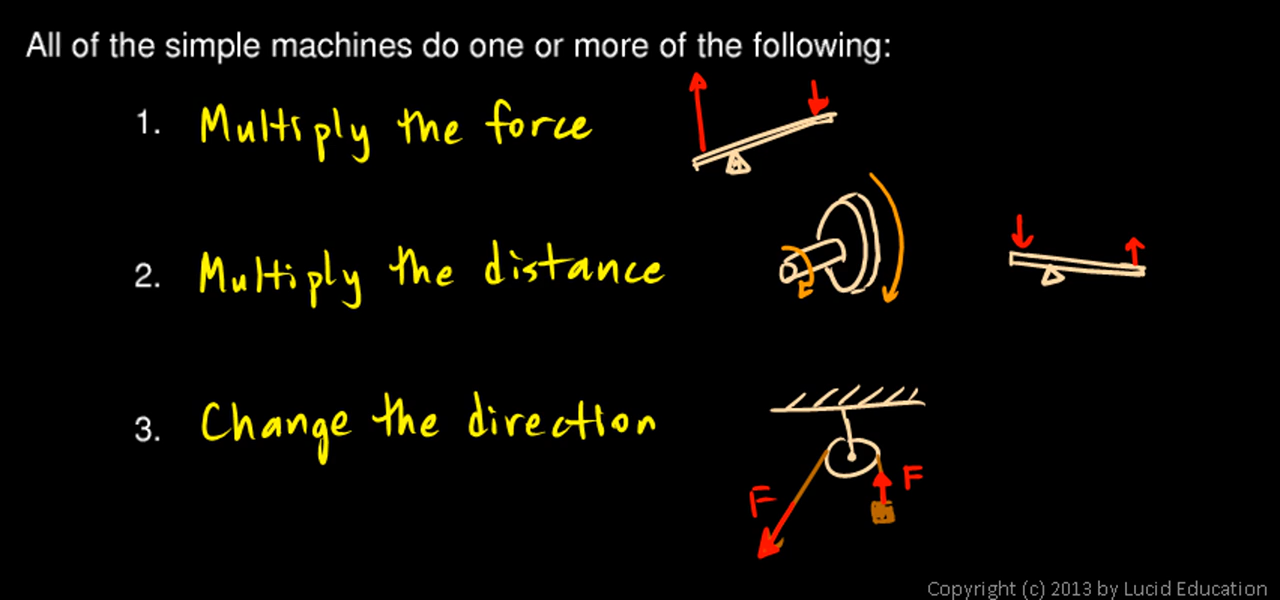 All of the simple machines do one or more of the following:
1. Multiply the force
2. Multiply the distance
F
3. Change the direction
F
F
Copyright (c) 2013 by Lucid Education